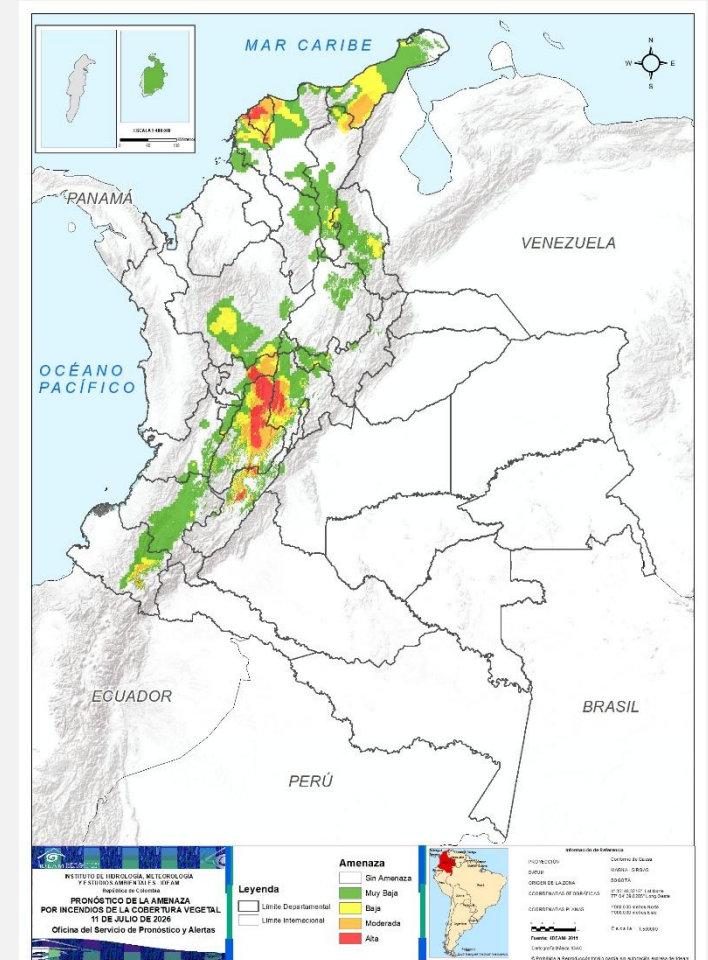 MAR CARIBE
N
W
E
S
PANAMÁ
VENEZUELA
OCÉANO
PACÍFICO
ECUADOR
BRASIL
PERÚ
INSTITUTO DE HIDROLOGÍA, METEOROLOGÍA
Y ESTUDIOS AMBIENTALES - IDEAM
República de Colombia
PRONÓSTICO DE LA AMENAZA
POR INCENDIOS DE LA COBERTURA VEGETAL
11 DE JULIO DE 2026
Oficina del Servicio de Pronóstico y Alertas
Leyenda
Límite Departamental
Límite Internacional
Amenaza
Sin Amenaza
Muy Baja
Baja
Moderada
Alta
Información de Referencia
PROYECCIÓN
DATUM
ORIGEN DE LA ZONA
BOGOTÁ
COORDENADAS GEOGRÁFICAS
COORDENADAS PLANAS
Fuente: IDEAM